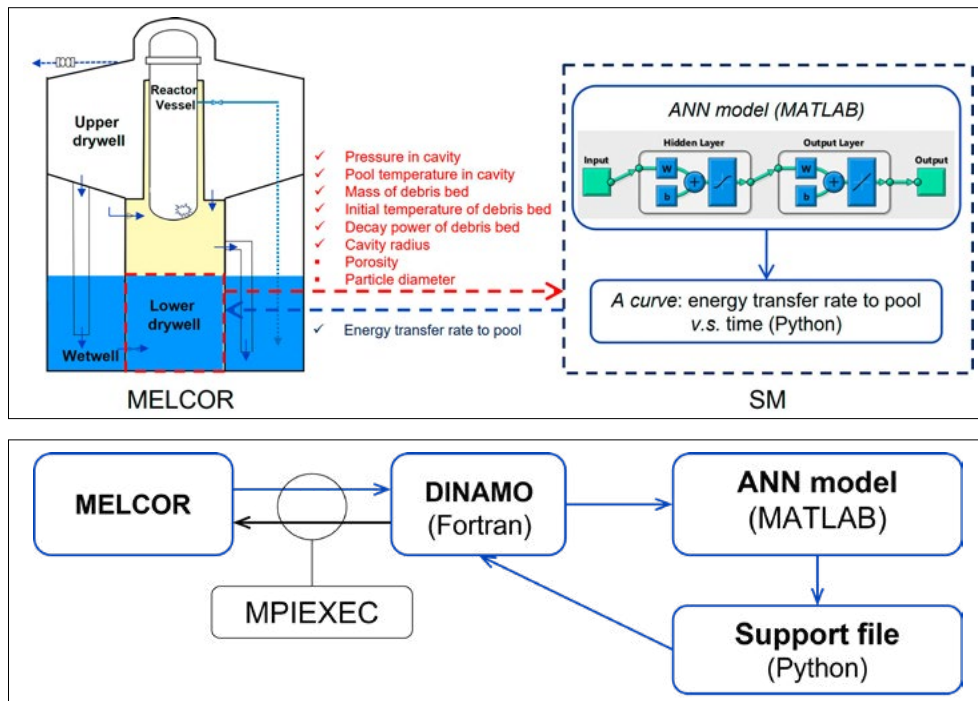 Reactor
Vessel
Upper
drywell
Lower
drywell
Wetwell
MELCOR
✓ Pressure in cavity
✓ Pool temperature in cavity
✓ Mass of debris bed
✓ Initial temperature of debris bed
✓ Decay power of debris bed
✓ Cavity radius
▪ Porosity
▪ Particle diameter
✓ Energy transfer rate to pool
ANN model (MATLAB)
Hidden Layer
Output Layer
Input
W
b
+
W
b
+
Output
A curve: energy transfer rate to pool
v.s. time (Python)
SM
MELCOR
DINAMO
(Fortran)
ANN model
(MATLAB)
MPIEXEC
Support file
(Python)